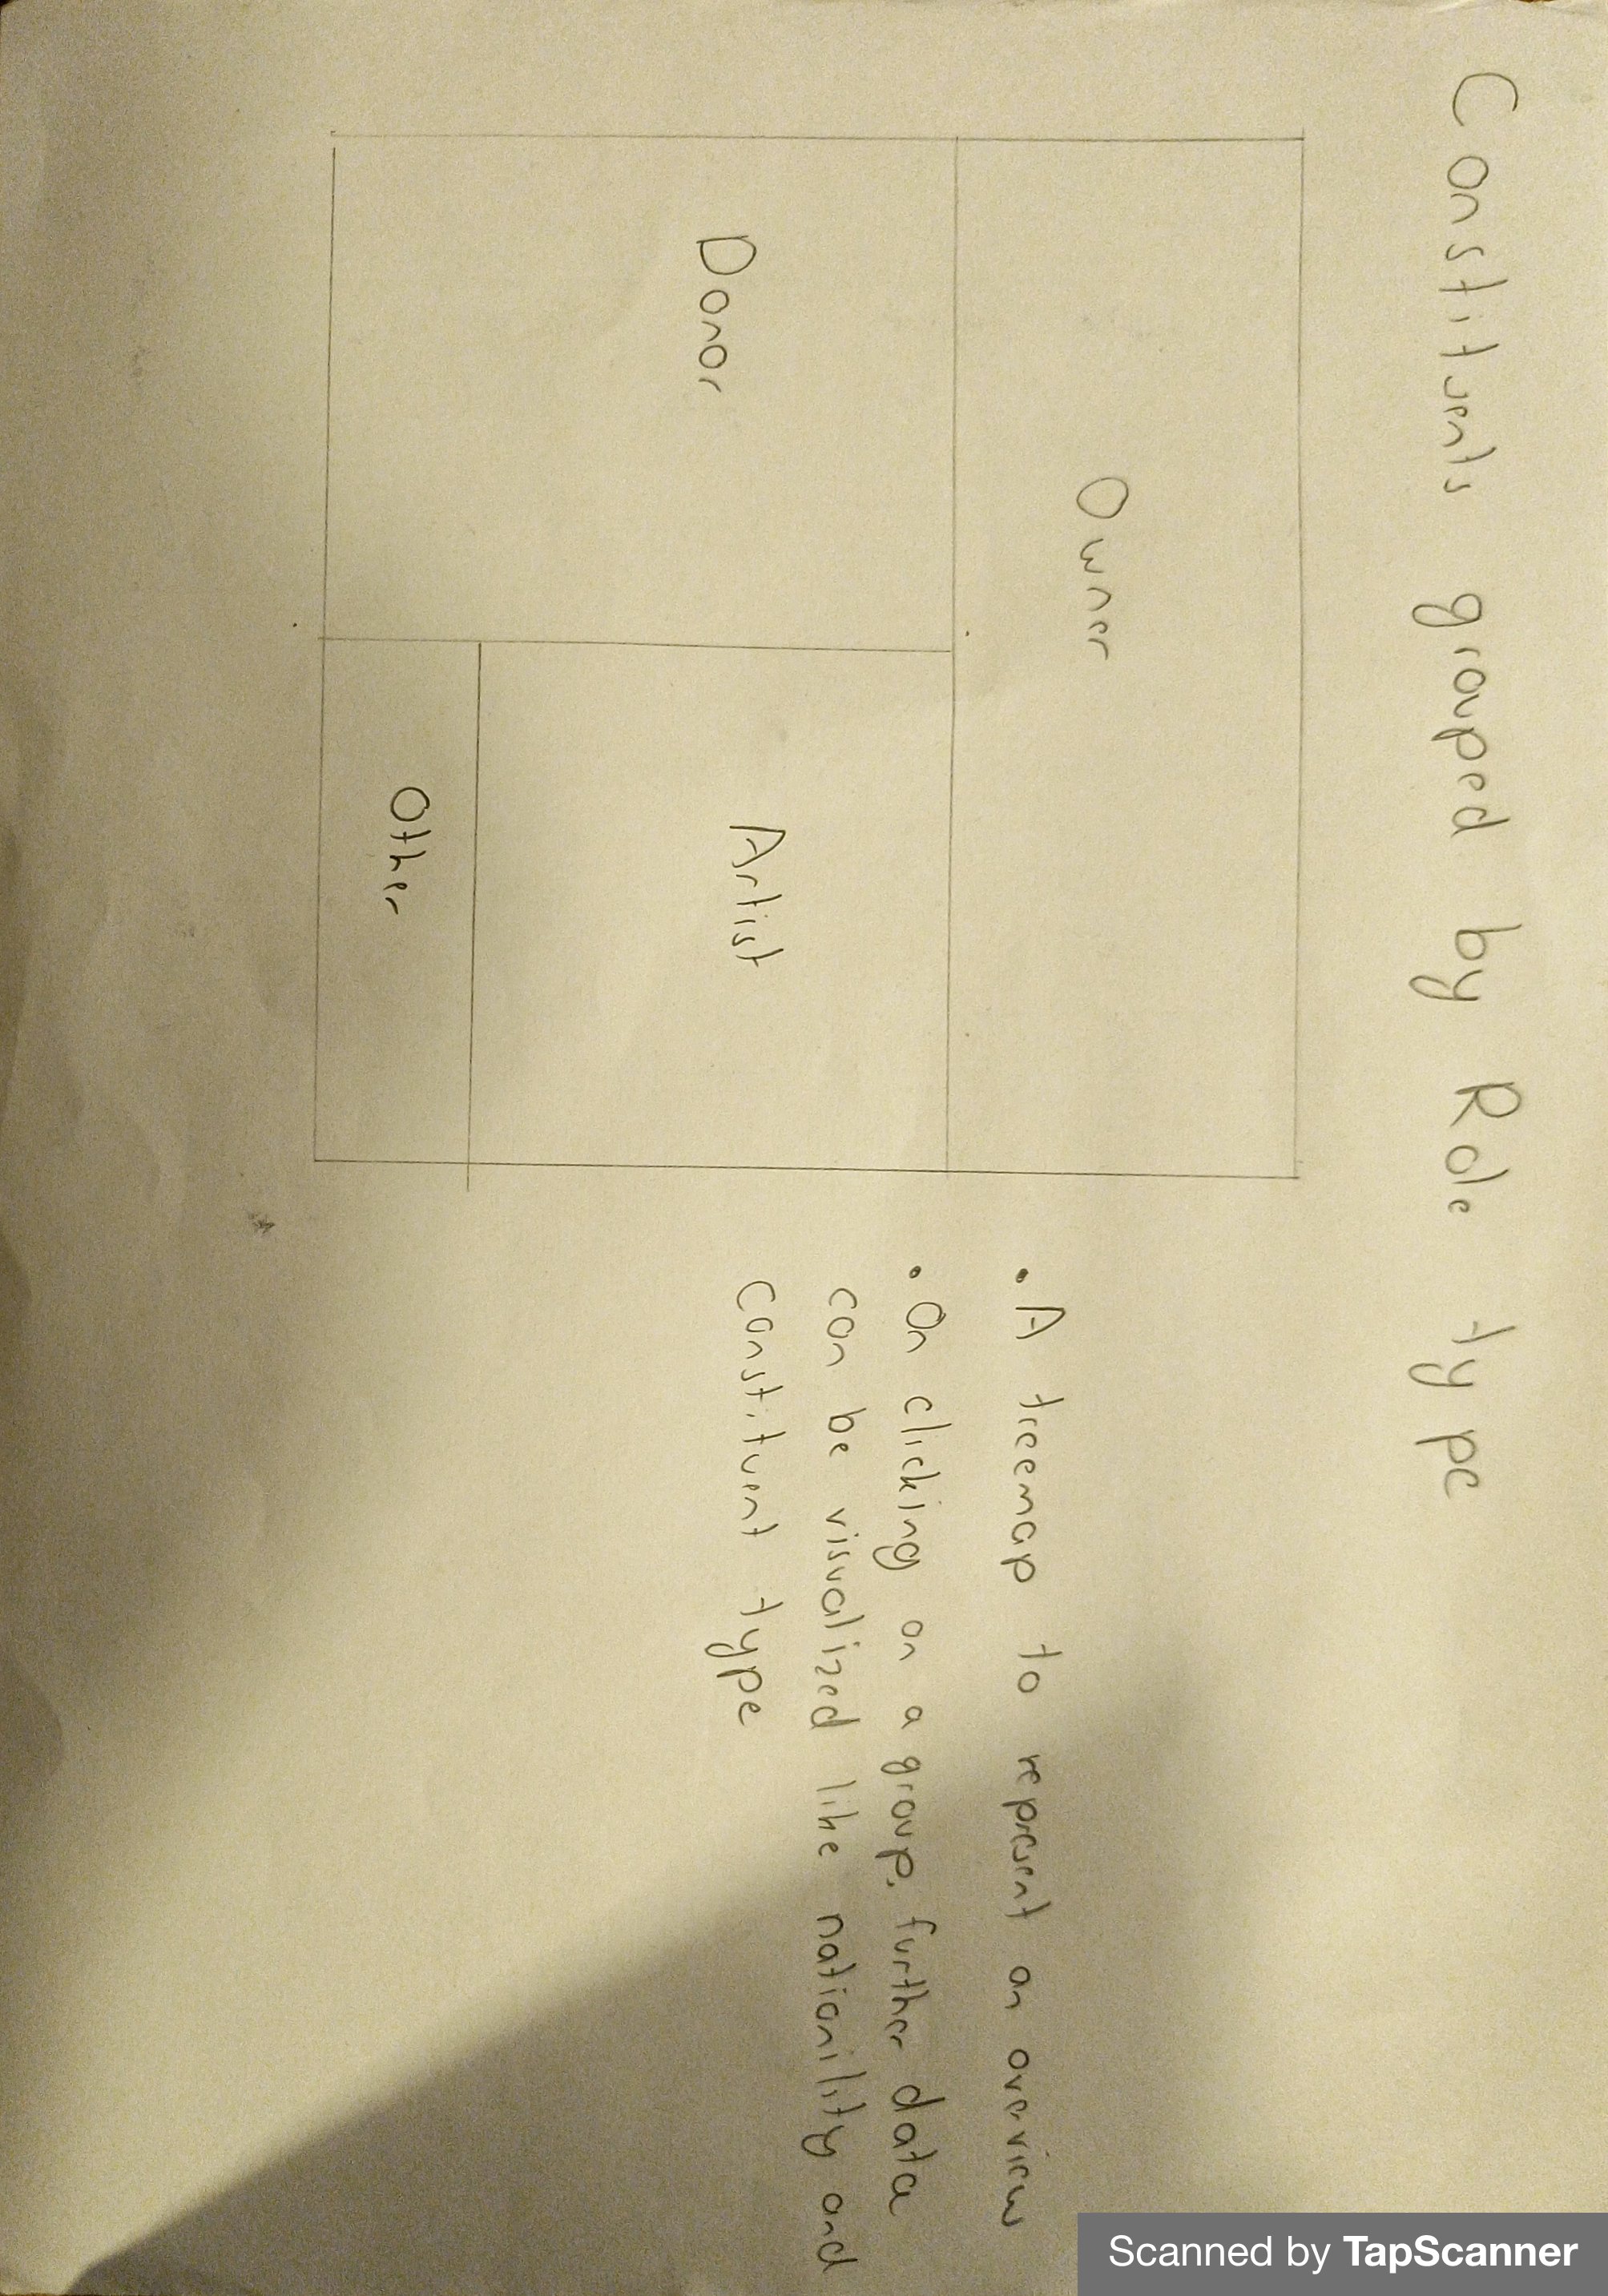 Constituents grouped by Role type
Owner
Donor
Artist
Other
• A treemap to represent an overview
• On clicking on a group, further data
can be visualized like nationility and
constituent type
Scanned by TapScanner